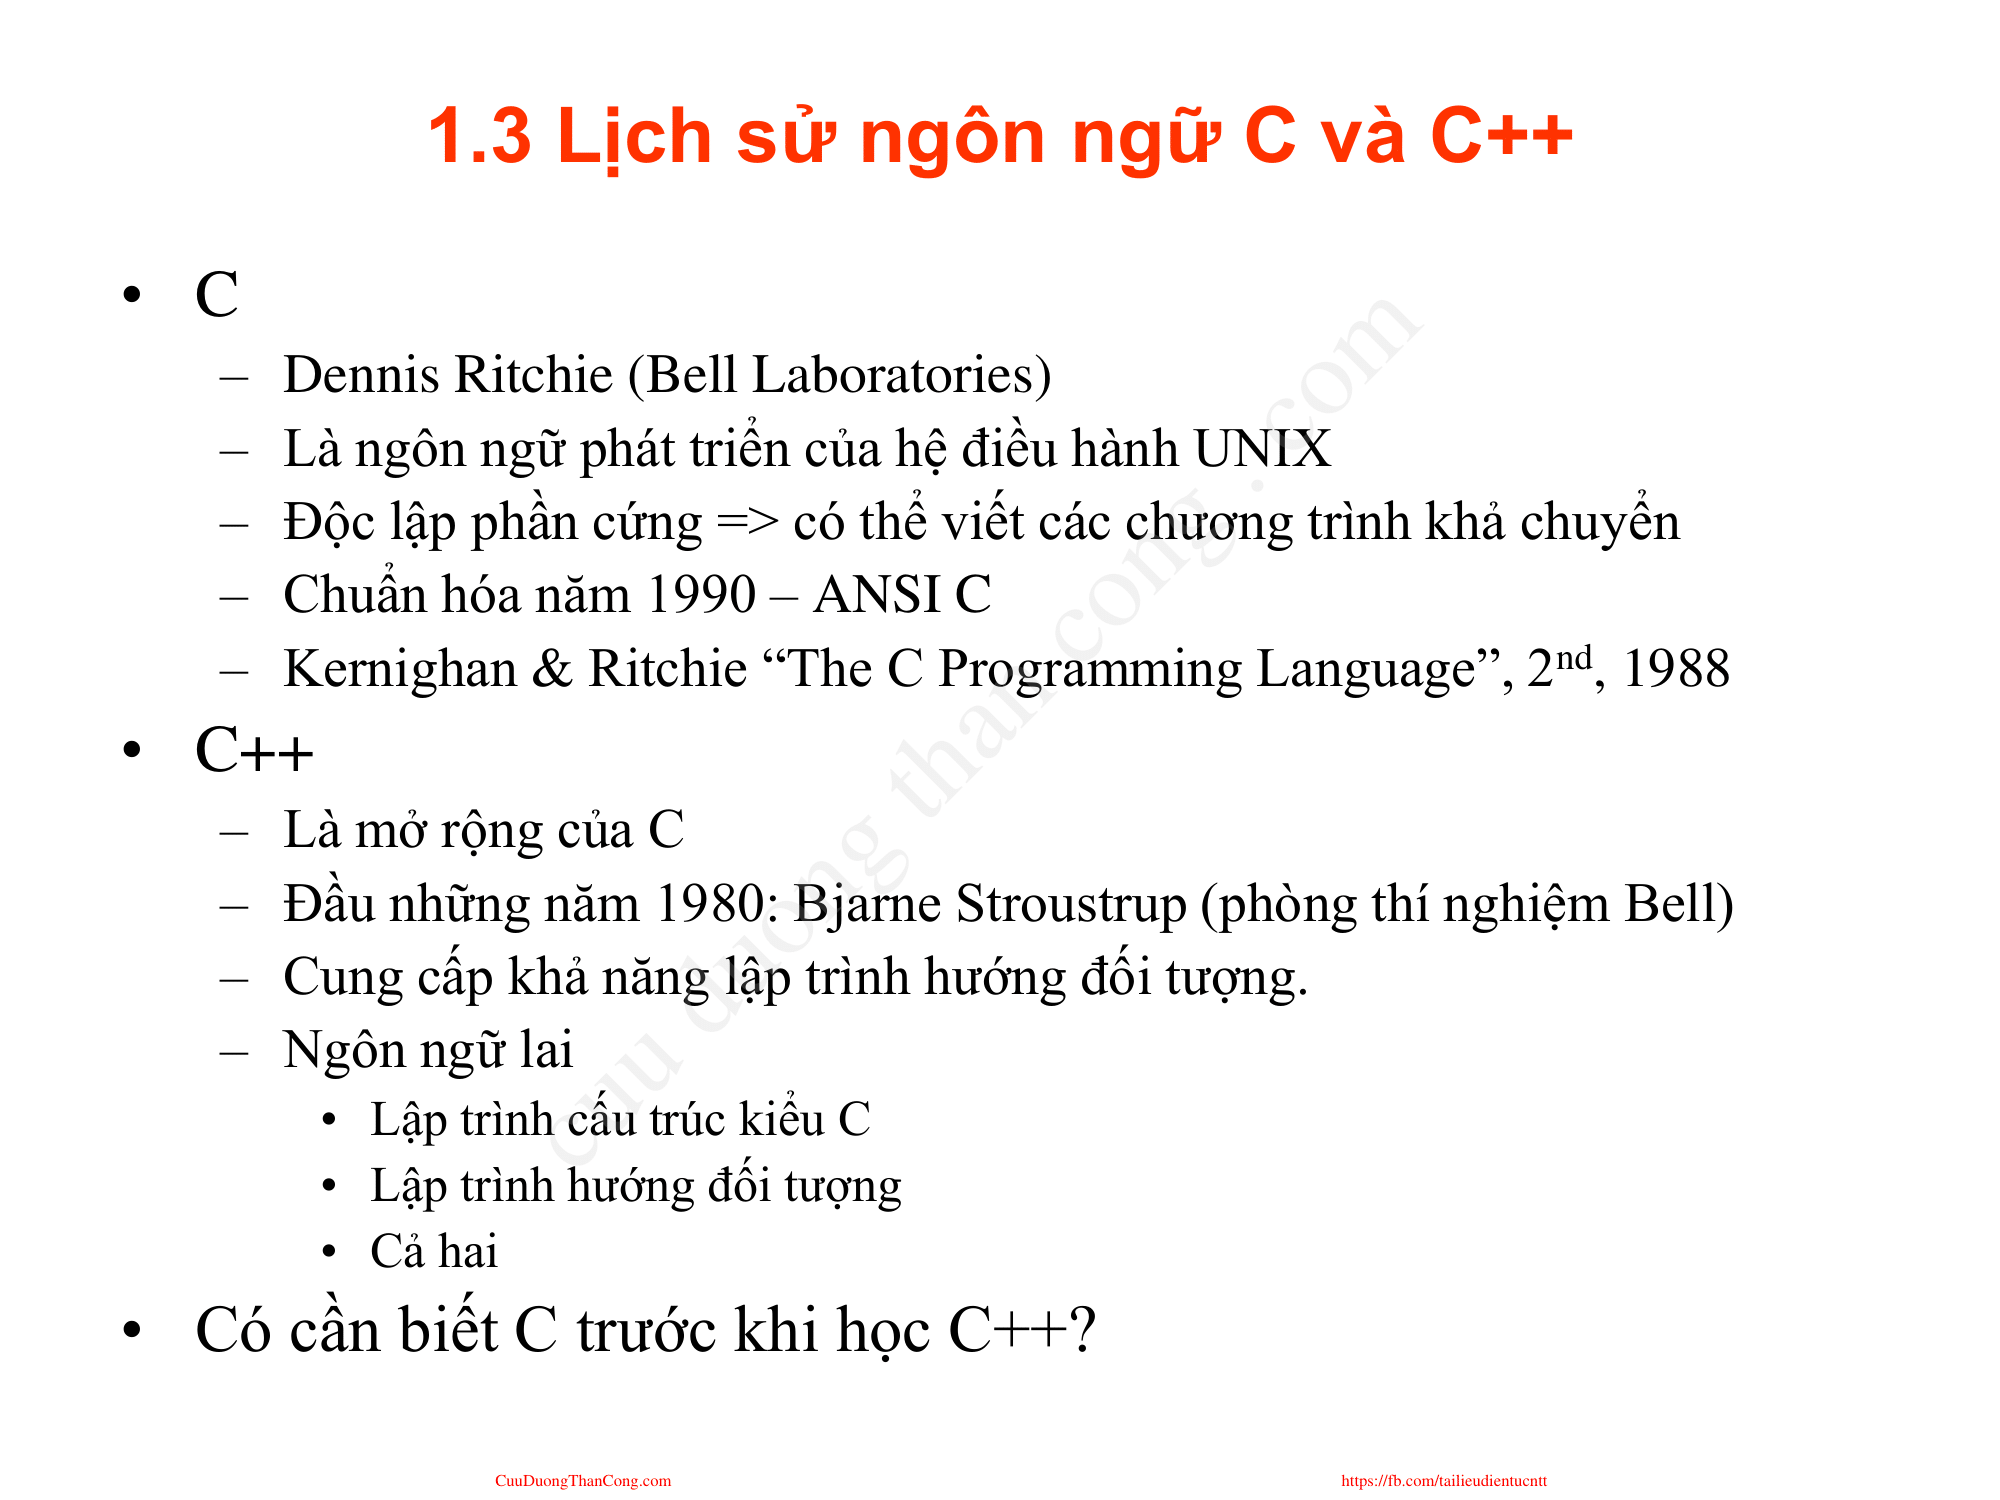 1.3 Lịch sử ngôn ngữ C và C++
• C
– Dennis Ritchie (Bell Laboratories)
– Là ngôn ngữ phát triển của hệ điều hành UNIX
– Độc lập phần cứng => có thể viết các chương trình khả chuyển
– Chuẩn hóa năm 1990 – ANSI C
– Kernighan & Ritchie “The C Programming Language”, 2nd, 1988
• C++
– Là mở rộng của C
– Đầu những năm 1980: Bjarne Stroustrup (phòng thí nghiệm Bell)
– Cung cấp khả năng lập trình hướng đối tượng.
– Ngôn ngữ lai
• Lập trình cấu trúc kiểu C
• Lập trình hướng đối tượng
• Cả hai
• Có cần biết C trước khi học C++?
cuu duong than cong . com
CuuDuongThanCong.com
https://fb.com/tailieudientucntt